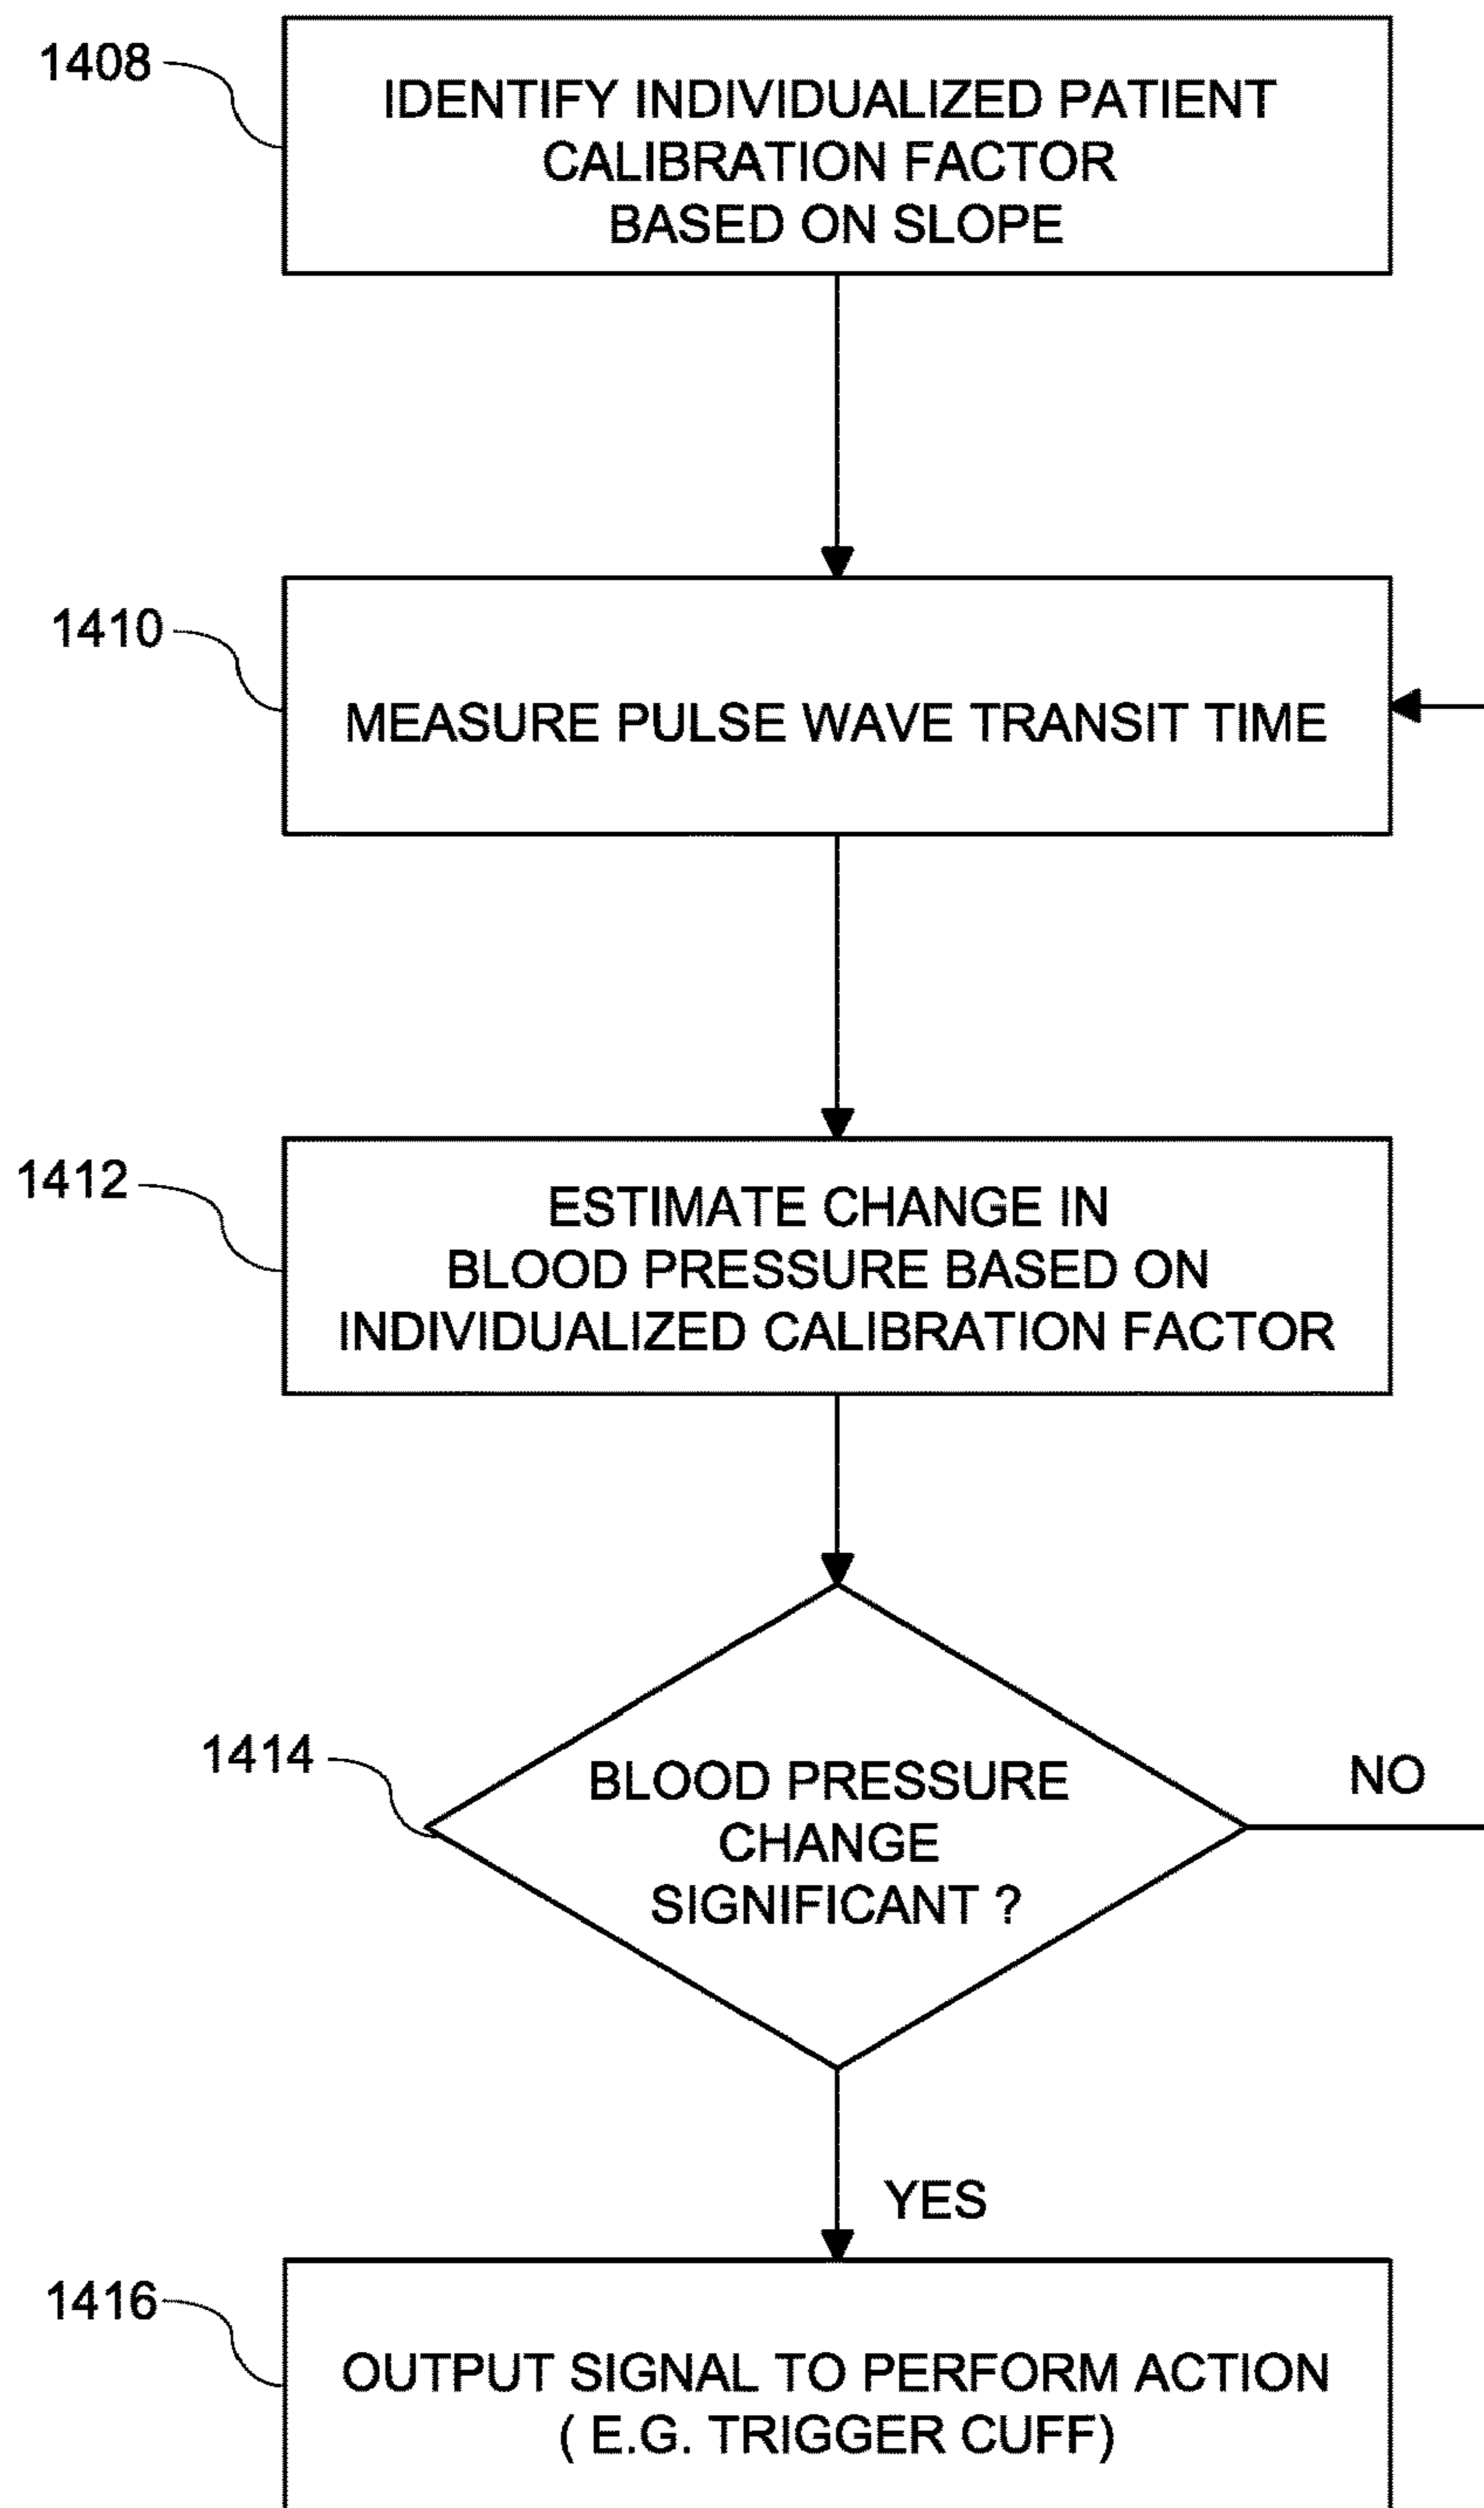 1408
IDENTIFY INDIVIDUALIZED PATIENT
CALIBRATION FACTOR
BASED ON SLOPE
1410
MEASURE PULSE WAVE TRANSIT TIME
1412
ESTIMATE CHANGE IN
BLOOD PRESSURE BASED ON
INDIVIDUALIZED CALIBRATION FACTOR
1414
BLOOD PRESSURE
CHANGE
SIGNIFICANT ?
NO
YES
1416
OUTPUT SIGNAL TO PERFORM ACTION
( E.G. TRIGGER CUFF)